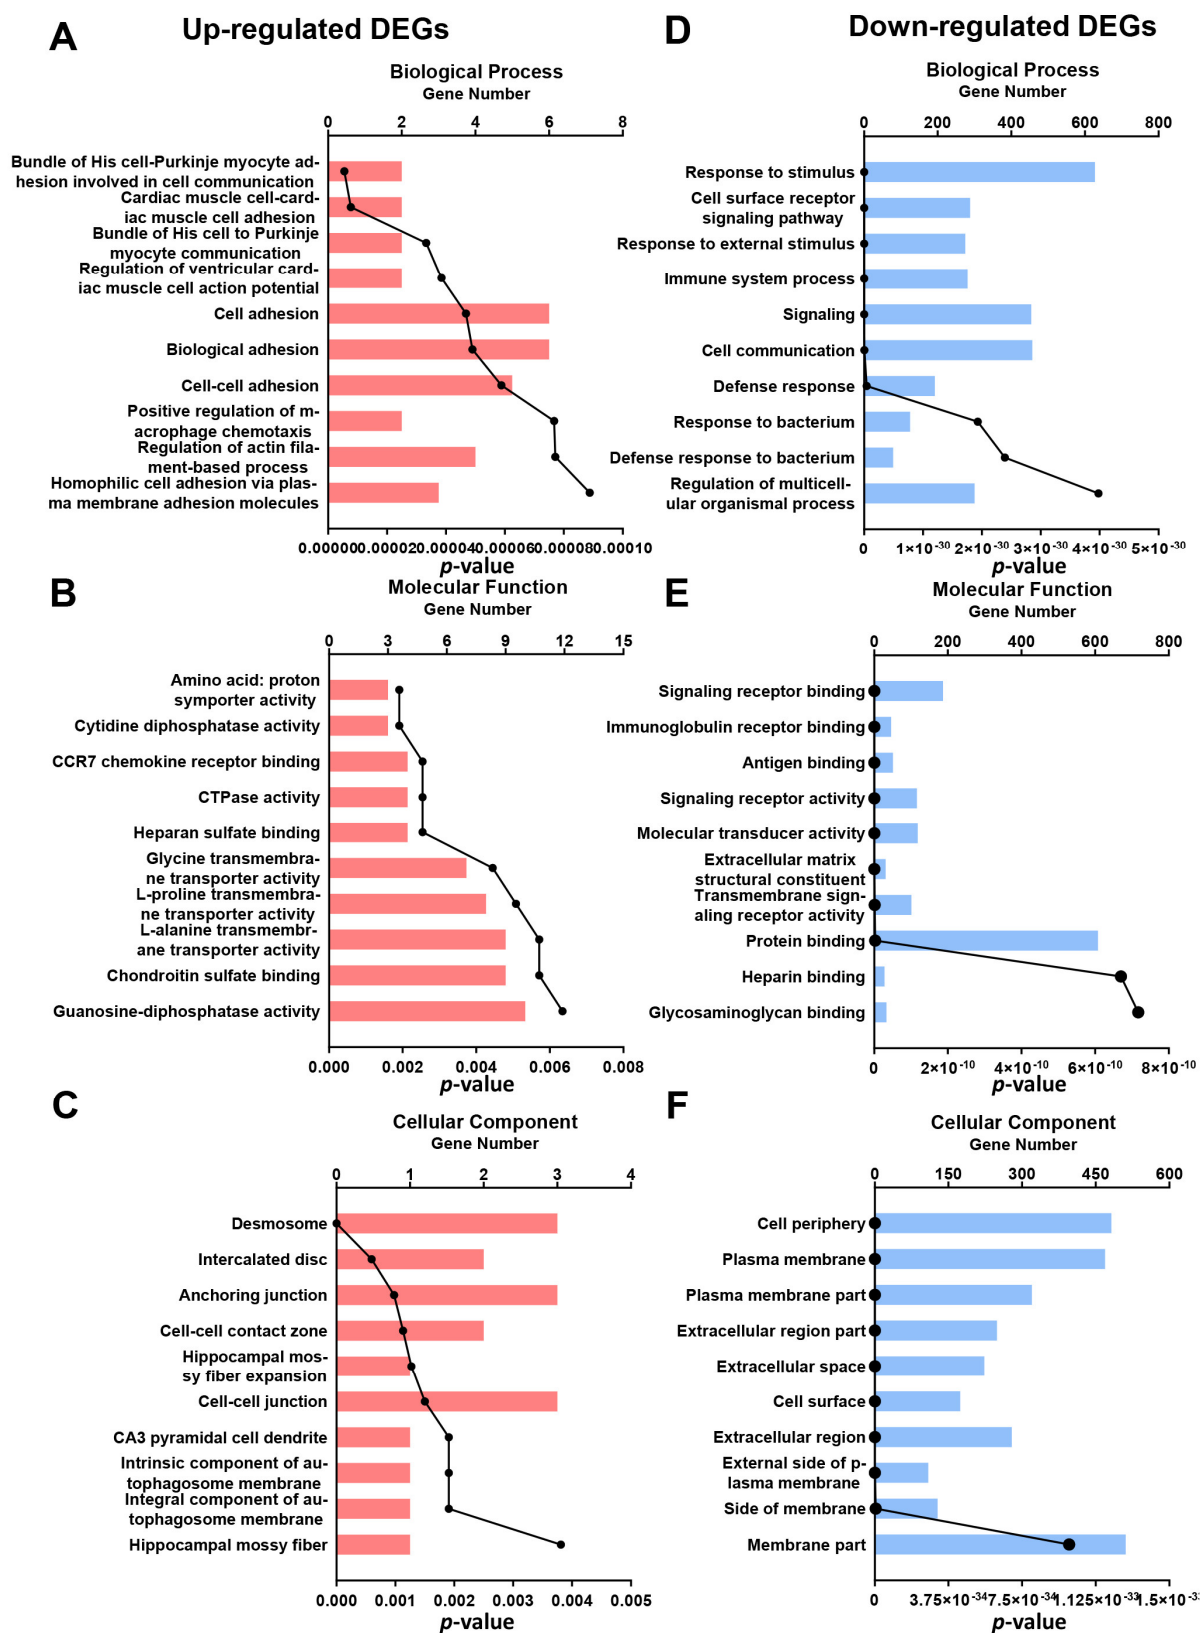 A
Up-regulated DEGs
Biological Process
Gene Number
0 2 4 6 8
Bundle of His cell-Purkinje myocyte ad-
hesion involved in cell communication
Cardiac muscle cell-card-
iac muscle cell adhesion
Bundle of His cell to Purkinje
myocyte communication
Regulation of ventricular card-
iac muscle cell action potential
Cell adhesion
Biological adhesion
Cell-cell adhesion
Positive regulation of m-
acrophage chemotaxis
Regulation of actin fila-
ment-based process
Homophilic cell adhesion via plas-
ma membrane adhesion molecules
0.00000 0.00002 0.00004 0.00006 0.00008 0.00010
p-value
B
Molecular Function
Gene Number
0 3 6 9 12 15
Amino acid: proton
symporter activity
Cytidine diphosphatase activity
CCR7 chemokine receptor binding
CTPase activity
Heparan sulfate binding
Glycine transmembra-
ne transporter activity
L-proline transmembra-
ne transporter activity
L-alanine transmembr-
ane transporter activity
Chondroitin sulfate binding
Guanosine-diphosphatase activity
0.000 0.002 0.004 0.006 0.008
p-value
C
Cellular Component
Gene Number
0 1 2 3 4
Desmosome
Intercalated disc
Anchoring junction
Cell-cell contact zone
Hippocampal mos-
sy fiber expansion
Cell-cell junction
CA3 pyramidal cell dendrite
Intrinsic component of au-
tophagosome membrane
Integral component of au-
tophagosome membrane
Hippocampal mossy fiber
0.000 0.001 0.002 0.003 0.004 0.005
p-value
D
Down-regulated DEGs
Biological Process
Gene Number
0 200 400 600 800
Response to stimulus
Cell surface receptor
signaling pathway
Response to external stimulus
Immune system process
Signaling
Cell communication
Defense response
Response to bacterium
Defense response to bacterium
Regulation of multicell-
ular organismal process
0 1×10⁻³⁰ 2×10⁻³⁰ 3×10⁻³⁰ 4×10⁻³⁰ 5×10⁻³⁰
p-value
E
Molecular Function
Gene Number
0 200 400 600 800
Signaling receptor binding
Immunoglobulin receptor binding
Antigen binding
Signaling receptor activity
Molecular transducer activity
Extracellular matrix
structural constituent
Transmembrane sign-
aling receptor activity
Protein binding
Heparin binding
Glycosaminoglycan binding
0 2×10⁻¹⁰ 4×10⁻¹⁰ 6×10⁻¹⁰ 8×10⁻¹⁰
p-value
F
Cellular Component
Gene Number
0 150 300 450 600
Cell periphery
Plasma membrane
Plasma membrane part
Extracellular region part
Extracellular space
Cell surface
Extracellular region
External side of p-
lasma membrane
Side of membrane
Membrane part
0 3.75×10⁻³⁴ 7.5×10⁻³⁴ 1.125×10⁻³³
p-value